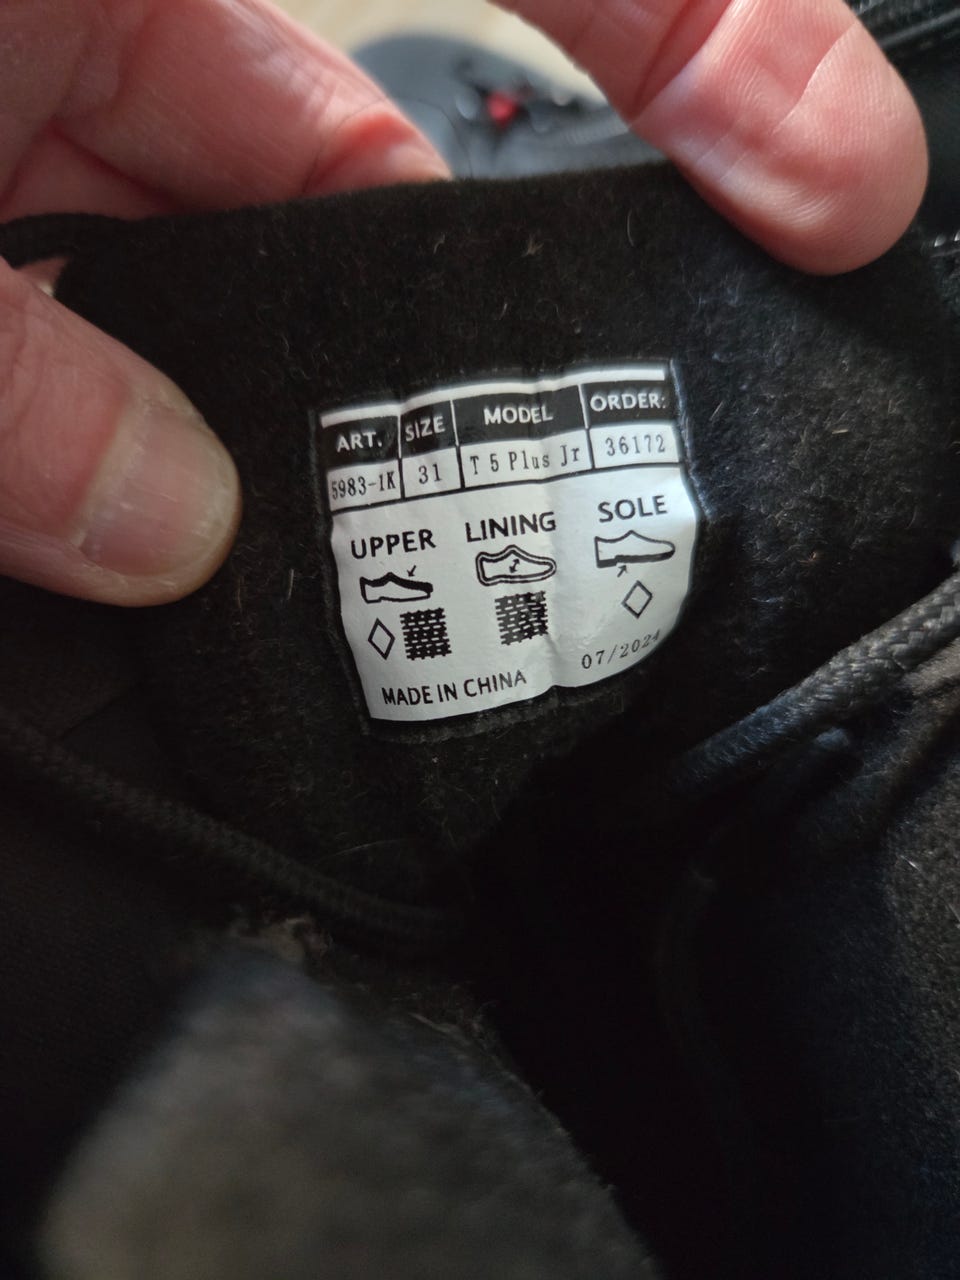 ART. SIZE MODEL ORDER:
5983-1K 31 T 5 Plus Jr 36172
UPPER LINING SOLE
07/2024
MADE IN CHINA